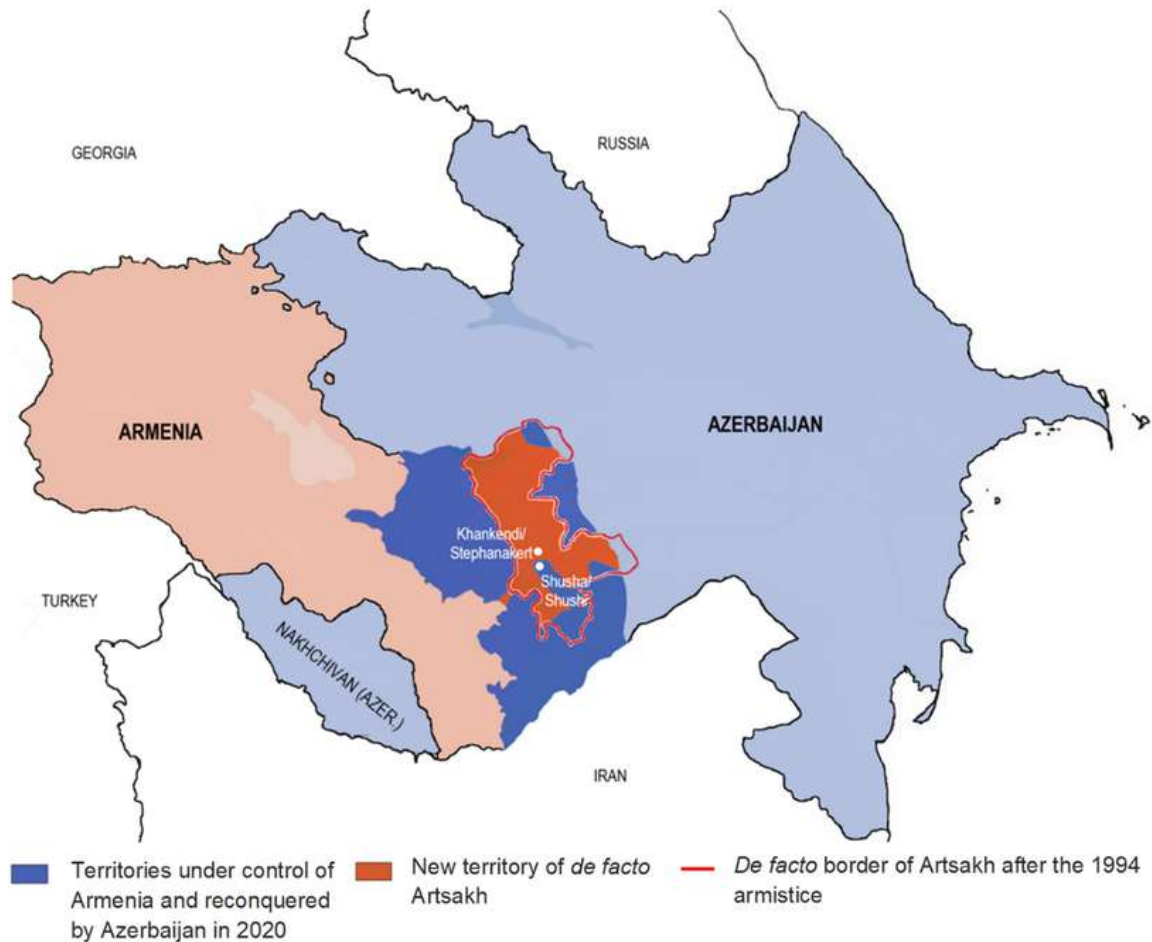 GEORGIA
RUSSIA
ARMENIA
AZERBAIJAN
Khankendi/
Stephanakert
Shusha/
Shushi
TURKEY
NAKHCHIVAN (AZER.)
IRAN
Territories under control of
Armenia and reconquered
by Azerbaijan in 2020
New territory of de facto
Artsakh
De facto border of Artsakh after the 1994
armistice